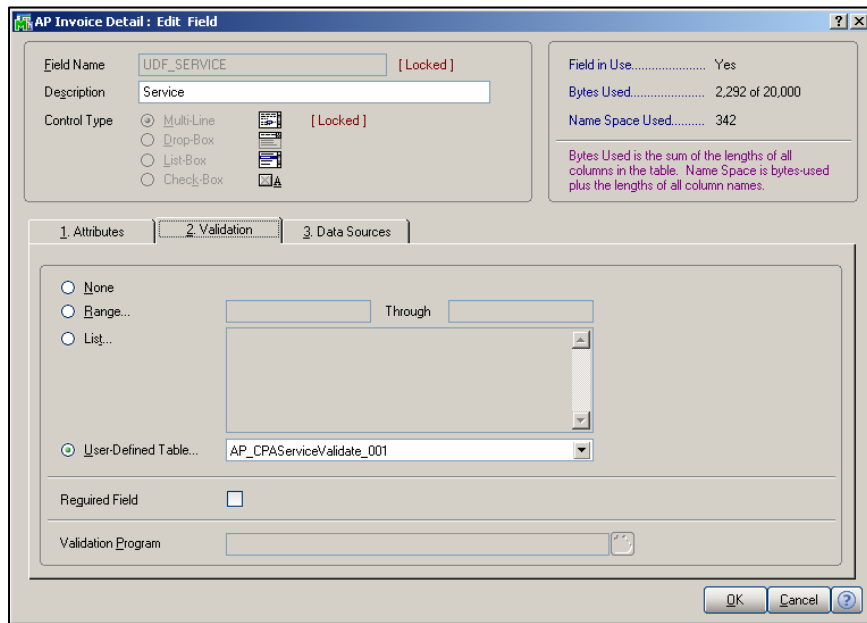 AP Invoice Detail : Edit Field
Field Name UDF_SERVICE [ Locked ]
Description Service
Control Type Multi-Line [ Locked ]
Drop-Box
List-Box
Check-Box A
Field in Use...................... Yes
Bytes Used...................... 2,292 of 20,000
Name Space Used.......... 342
Bytes Used is the sum of the lengths of all
columns in the table. Name Space is bytes-used
plus the lengths of all column names.
1. Attributes 2. Validation 3. Data Sources
None
Range... Through
List...
User-Defined Table... AP_CPAServiceValidate_001
Required Field
Validation Program
OK Cancel ?